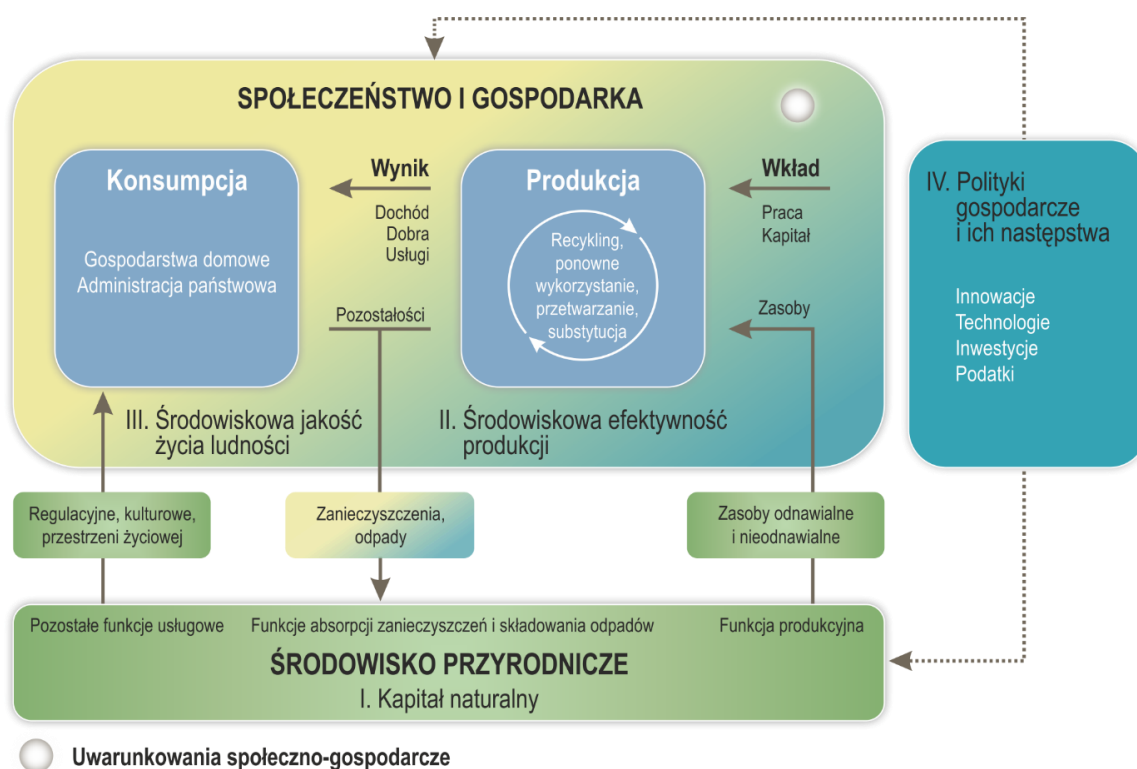 SPOŁECZEŃSTWO I GOSPODARKA
Konsumpcja
Gospodarstwa domowe
Administracja państwowa
Wynik
Dochód
Dobra
Usługi
Pozostałości
Produkcja
Recykling,
ponowne
wykorzystanie,
przetwarzanie,
substytucja
Wkład
Praca
Kapitał
Zasoby
III. Środowiskowa jakość
życia ludności
II. Środowiskowa efektywność
produkcji
IV. Polityki
gospodarcze
i ich następstwa
Innowacje
Technologie
Inwestycje
Podatki
Regulacyjne, kulturowe,
przestrzeni życiowej
Zanieczyszczenia,
odpady
Zasoby odnawialne
i nieodnawialne
Pozostałe funkcje usługowe
Funkcje absorpcji zanieczyszczeń i składowania odpadów
Funkcja produkcyjna
ŚRODOWISKO PRZYRODNICZE
I. Kapitał naturalny
Uwarunkowania społeczno-gospodarcze